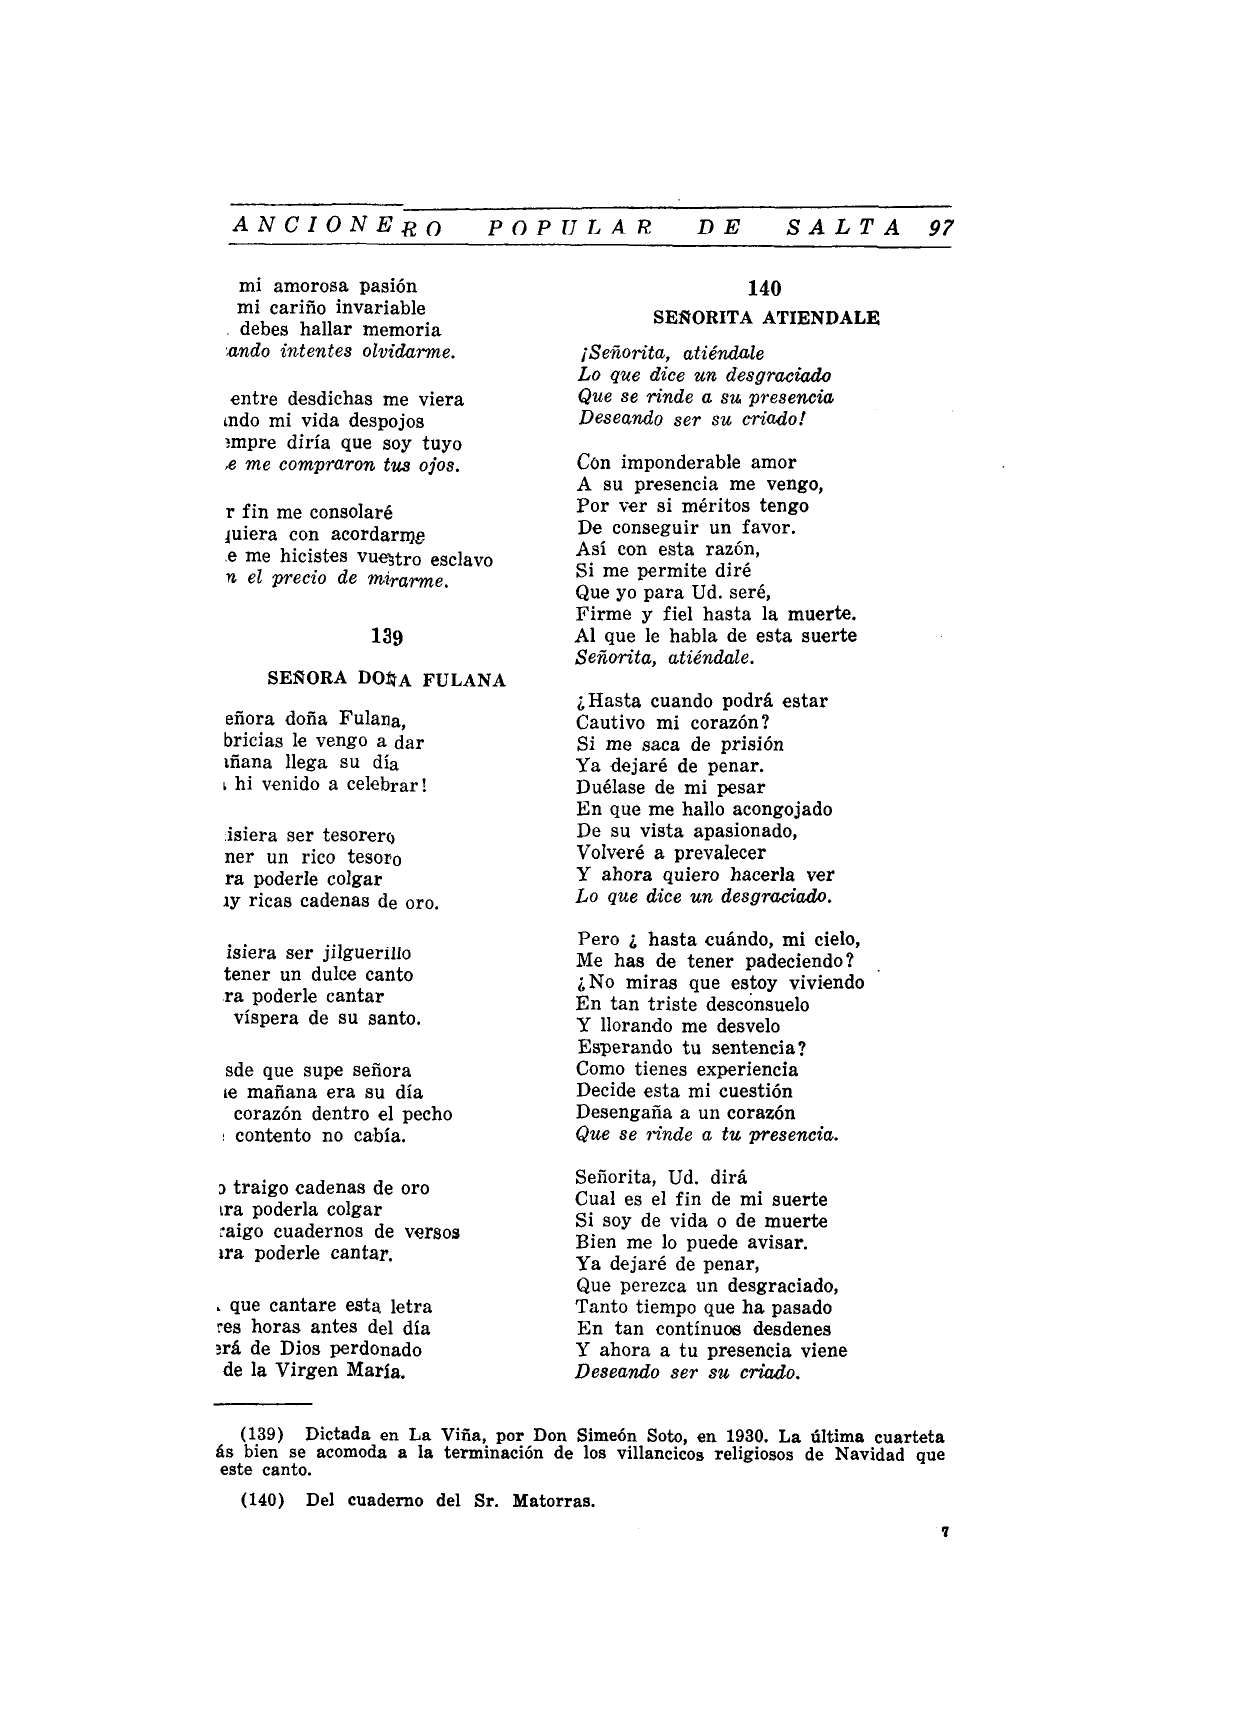 ANCIONERO POPULAR DE SALTA 97
mi amorosa pasión
mi cariño invariable
debes hallar memoria
ando intentes olvidarme.
entre desdichas me viera
ndo mi vida despojos
mpre diría que soy tuyo
e me compraron tus ojos.
r fin me consolaré
quiera con acordarme
e me hicistes vuestro esclavo
n el precio de mirarme.
139
SEÑORA DOÑA FULANA
eñora doña Fulana,
bricias le vengo a dar
ñana llega su día
hi venido a celebrar!
isiera ser tesorero
ner un rico tesoro
ra poderle colgar
uy ricas cadenas de oro.
isiera ser jilguerillo
tener un dulce canto
ra poderle cantar
víspera de su santo.
sde que supe señora
ue mañana era su día
corazón dentro el pecho
contento no cabía.
o traigo cadenas de oro
ara poderla colgar
raigo cuadernos de versos
ara poderle cantar.
que cantare esta letra
res horas antes del día
erá de Dios perdonado
de la Virgen María.
140
SEÑORITA ATIENDALE
¡Señorita, atiéndale
Lo que dice un desgraciado
Que se rinde a su presencia
Deseando ser su criado!
Con imponderable amor
A su presencia me vengo,
Por ver si méritos tengo
De conseguir un favor.
Así con esta razón,
Si me permite diré
Que yo para Ud. seré,
Firme y fiel hasta la muerte.
Al que le habla de esta suerte
Señorita, atiéndale.
¿Hasta cuando podrá estar
Cautivo mi corazón?
Si me saca de prisión
Ya dejaré de penar.
Duélase de mi pesar
En que me hallo acongojado
De su vista apasionado,
Volveré a prevalecer
Y ahora quiero hacerla ver
Lo que dice un desgraciado.
Pero ¿ hasta cuándo, mi cielo,
Me has de tener padeciendo?
¿No miras que estoy viviendo
En tan triste desconsuelo
Y llorando me desvelo
Esperando tu sentencia?
Como tienes experiencia
Decide esta mi cuestión
Desengaña a un corazón
Que se rinde a tu presencia.
Señorita, Ud. dirá
Cual es el fin de mi suerte
Si soy de vida o de muerte
Bien me lo puede avisar.
Ya dejaré de penar,
Que perezca un desgraciado,
Tanto tiempo que ha pasado
En tan contínuos desdenes
Y ahora a tu presencia viene
Deseando ser su criado.
(139) Dictada en La Viña, por Don Simeón Soto, en 1930. La última cuarteta
ás bien se acomoda a la terminación de los villancicos religiosos de Navidad que
este canto.
(140) Del cuaderno del Sr. Matorras.
7